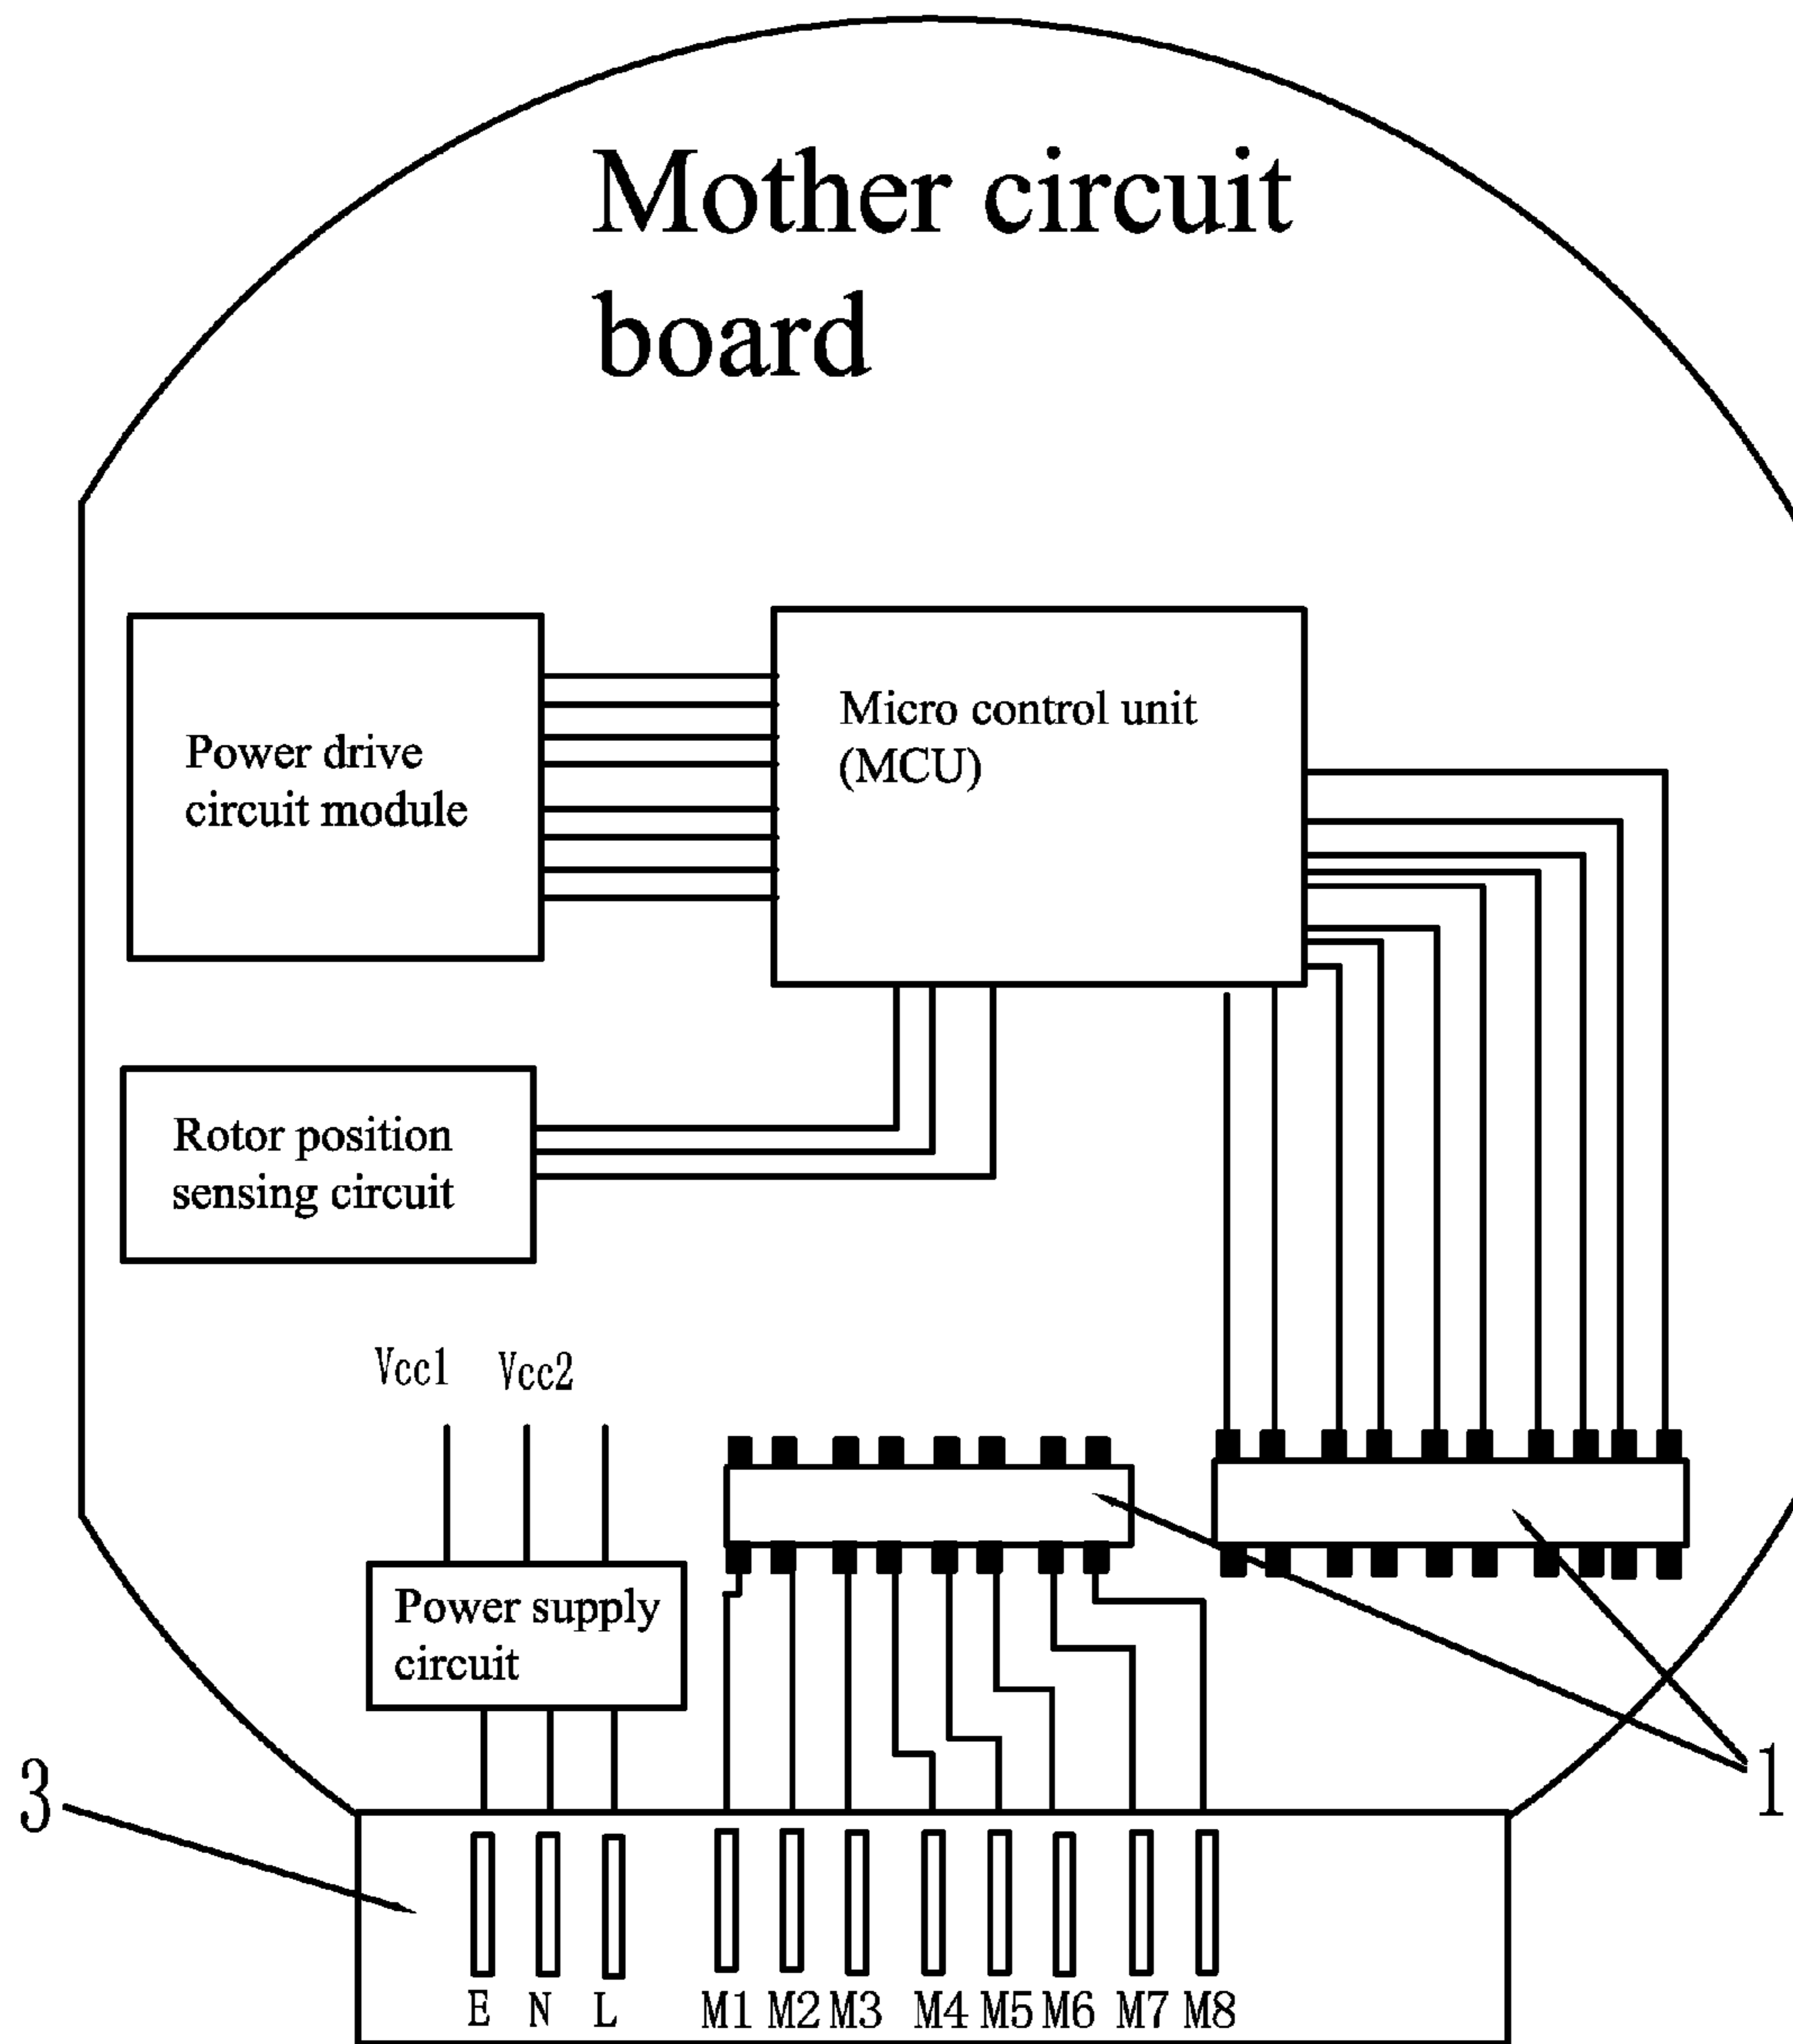 Mother circuit
board
Micro control unit
(MCU)
Power drive
circuit module
Rotor position
sensing circuit
Vcc1 Vcc2
Power supply
circuit
3
1
E N L M1 M2 M3 M4 M5 M6 M7 M8